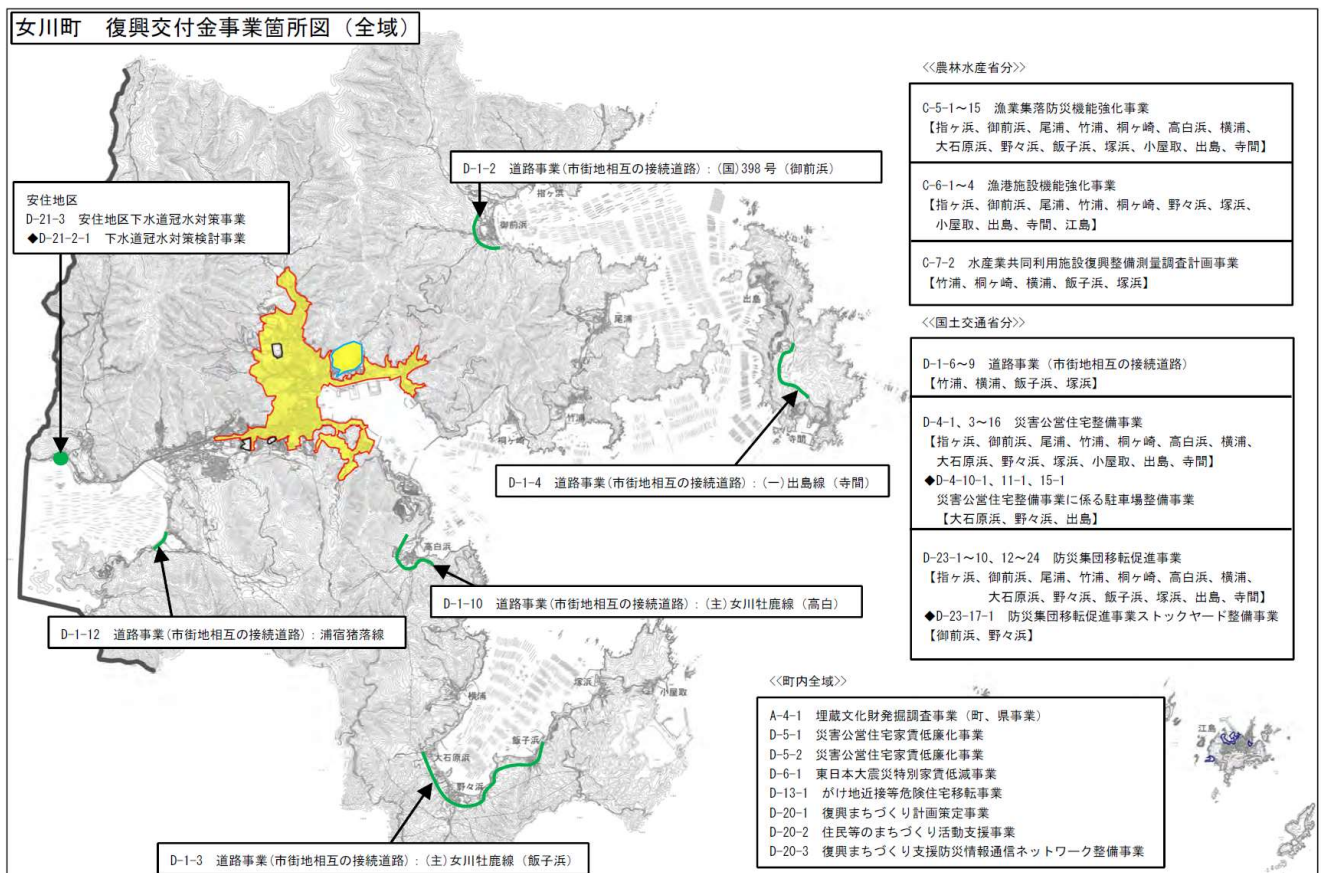 女川町　復興交付金事業箇所図（全域）
安住地区
D-21-3　安住地区下水道冠水対策事業
◆D-21-2-1　下水道冠水対策検討事業
D-1-2　道路事業(市街地相互の接続道路)：(国)398号（御前浜）
指ヶ浜
御前浜
尾浦
出島
竹浦
桐ヶ崎
寺間
D-1-4　道路事業(市街地相互の接続道路)：(一)出島線（寺間）
高白浜
D-1-10　道路事業(市街地相互の接続道路)：(主)女川牡鹿線（高白）
D-1-12　道路事業(市街地相互の接続道路)：浦宿猪落線
横浦
塚浜
小屋取
飯子浜
大石原浜
野々浜
D-1-3　道路事業(市街地相互の接続道路)：(主)女川牡鹿線（飯子浜）
≪農林水産省分≫
C-5-1～15　漁業集落防災機能強化事業
【指ヶ浜、御前浜、尾浦、竹浦、桐ヶ崎、高白浜、横浦、
大石原浜、野々浜、飯子浜、塚浜、小屋取、出島、寺間】
C-6-1～4　漁港施設機能強化事業
【指ヶ浜、御前浜、尾浦、竹浦、桐ヶ崎、野々浜、塚浜、
小屋取、出島、寺間、江島】
C-7-2　水産業共同利用施設復興整備測量調査計画事業
【竹浦、桐ヶ崎、横浦、飯子浜、塚浜】
≪国土交通省分≫
D-1-6～9　道路事業（市街地相互の接続道路）
【竹浦、横浦、飯子浜、塚浜】
D-4-1、3～16　災害公営住宅整備事業
【指ヶ浜、御前浜、尾浦、竹浦、桐ヶ崎、高白浜、横浦、
大石原浜、野々浜、塚浜、小屋取、出島、寺間】
◆D-4-10-1、11-1、15-1
災害公営住宅整備事業に係る駐車場整備事業
【大石原浜、野々浜、出島】
D-23-1～10、12～24　防災集団移転促進事業
【指ヶ浜、御前浜、尾浦、竹浦、桐ヶ崎、高白浜、横浦、
大石原浜、野々浜、飯子浜、塚浜、出島、寺間】
◆D-23-17-1　防災集団移転促進事業ストックヤード整備事業
【御前浜、野々浜】
≪町内全域≫
A-4-1　埋蔵文化財発掘調査事業（町、県事業）
D-5-1　災害公営住宅家賃低廉化事業
D-5-2　災害公営住宅家賃低廉化事業
D-6-1　東日本大震災特別家賃低減事業
D-13-1　がけ地近接等危険住宅移転事業
D-20-1　復興まちづくり計画策定事業
D-20-2　住民等のまちづくり活動支援事業
D-20-3　復興まちづくり支援防災情報通信ネットワーク整備事業
江島